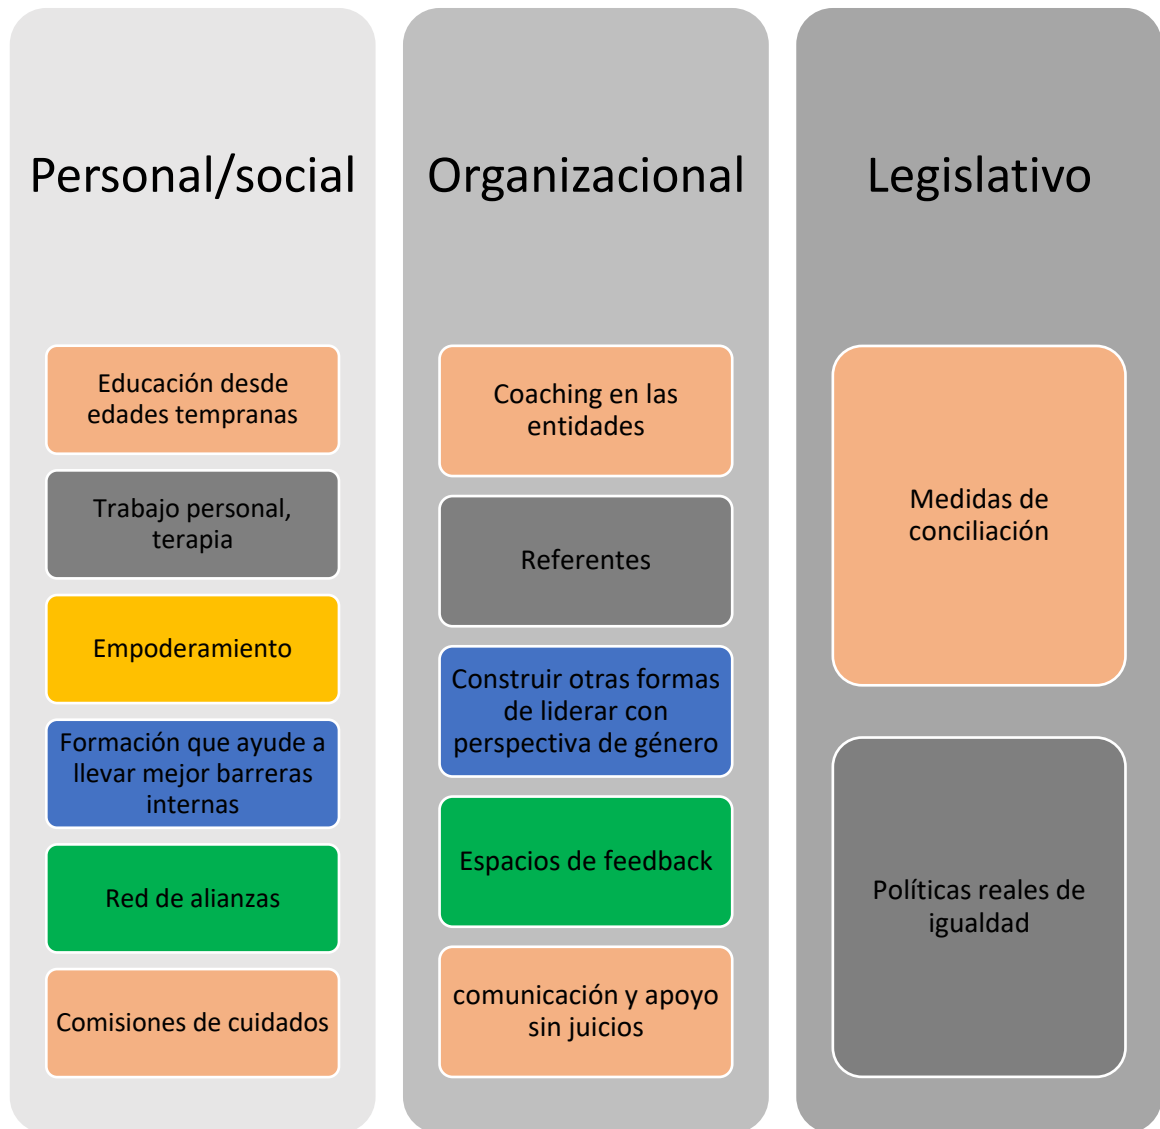 Personal/social
Educación desde
edades tempranas
Trabajo personal,
terapia
Empoderamiento
Formación que ayude a
llevar mejor barreras
internas
Red de alianzas
Comisiones de cuidados
Organizacional
Coaching en las
entidades
Referentes
Construir otras formas
de liderar con
perspectiva de género
Espacios de feedback
comunicación y apoyo
sin juicios
Legislativo
Medidas de
conciliación
Políticas reales de
igualdad